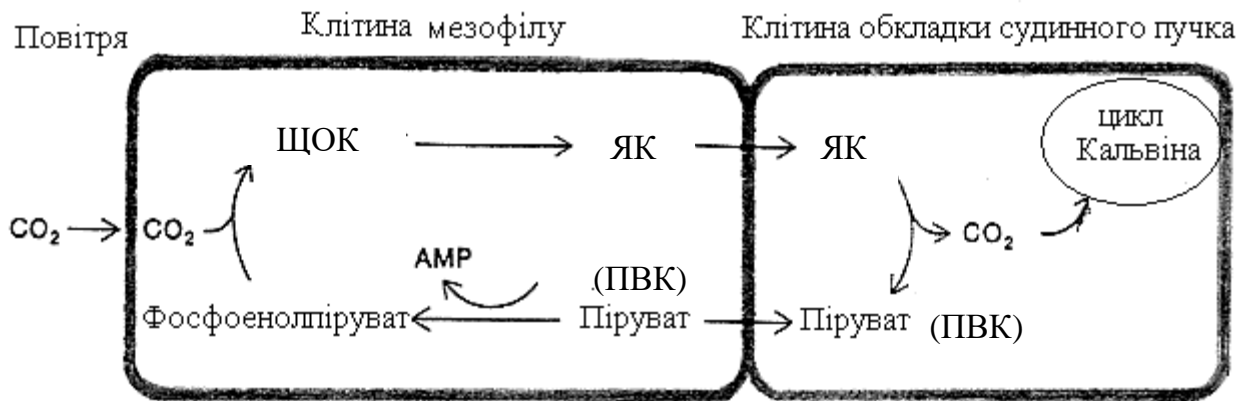 Повітря
Клітина мезофілу
Клітина обкладки судинного пучка
ЩОК
ЯК
ЯК
цикл
Кальвіна
CO₂
CO₂
CO₂
AMP
(ПВК)
Фосфоенолпіруват
Піруват
Піруват (ПВК)